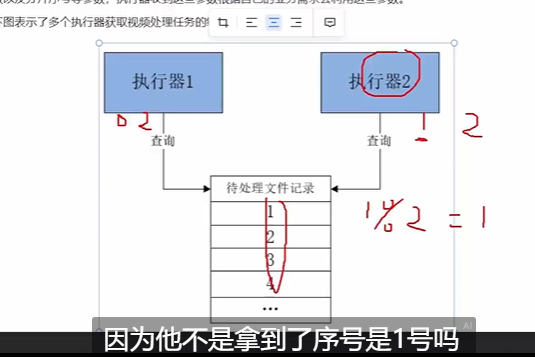 下图表示了多个执行器获取视频处理任务的
执行器1
执行器2
0 2
1 2
查询
查询
待处理文件记录
1
2
3
4
...
1 % 2 = 1
因为他不是拿到了序号是1号吗